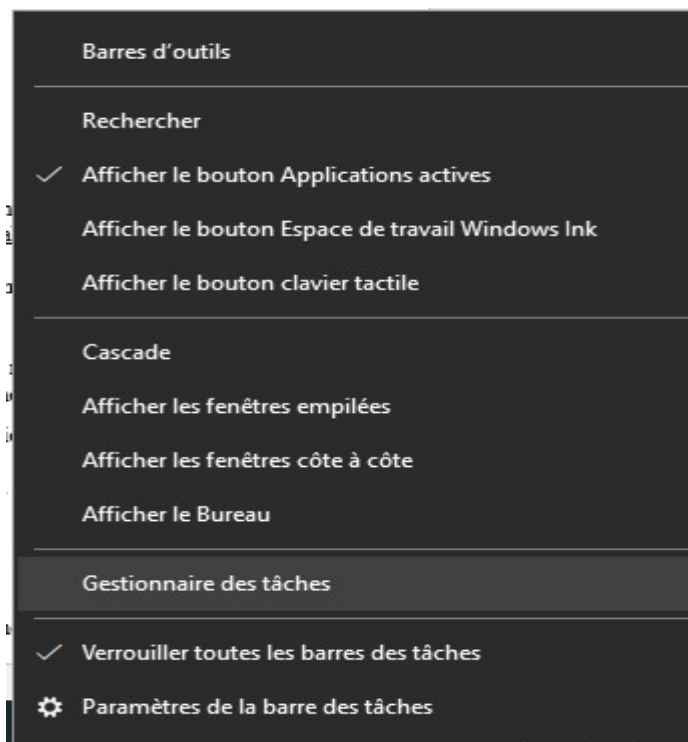 Barres d’outils
Rechercher
Afficher le bouton Applications actives
Afficher le bouton Espace de travail Windows Ink
Afficher le bouton clavier tactile
Cascade
Afficher les fenêtres empilées
Afficher les fenêtres côte à côte
Afficher le Bureau
Gestionnaire des tâches
Verrouiller toutes les barres des tâches
Paramètres de la barre des tâches